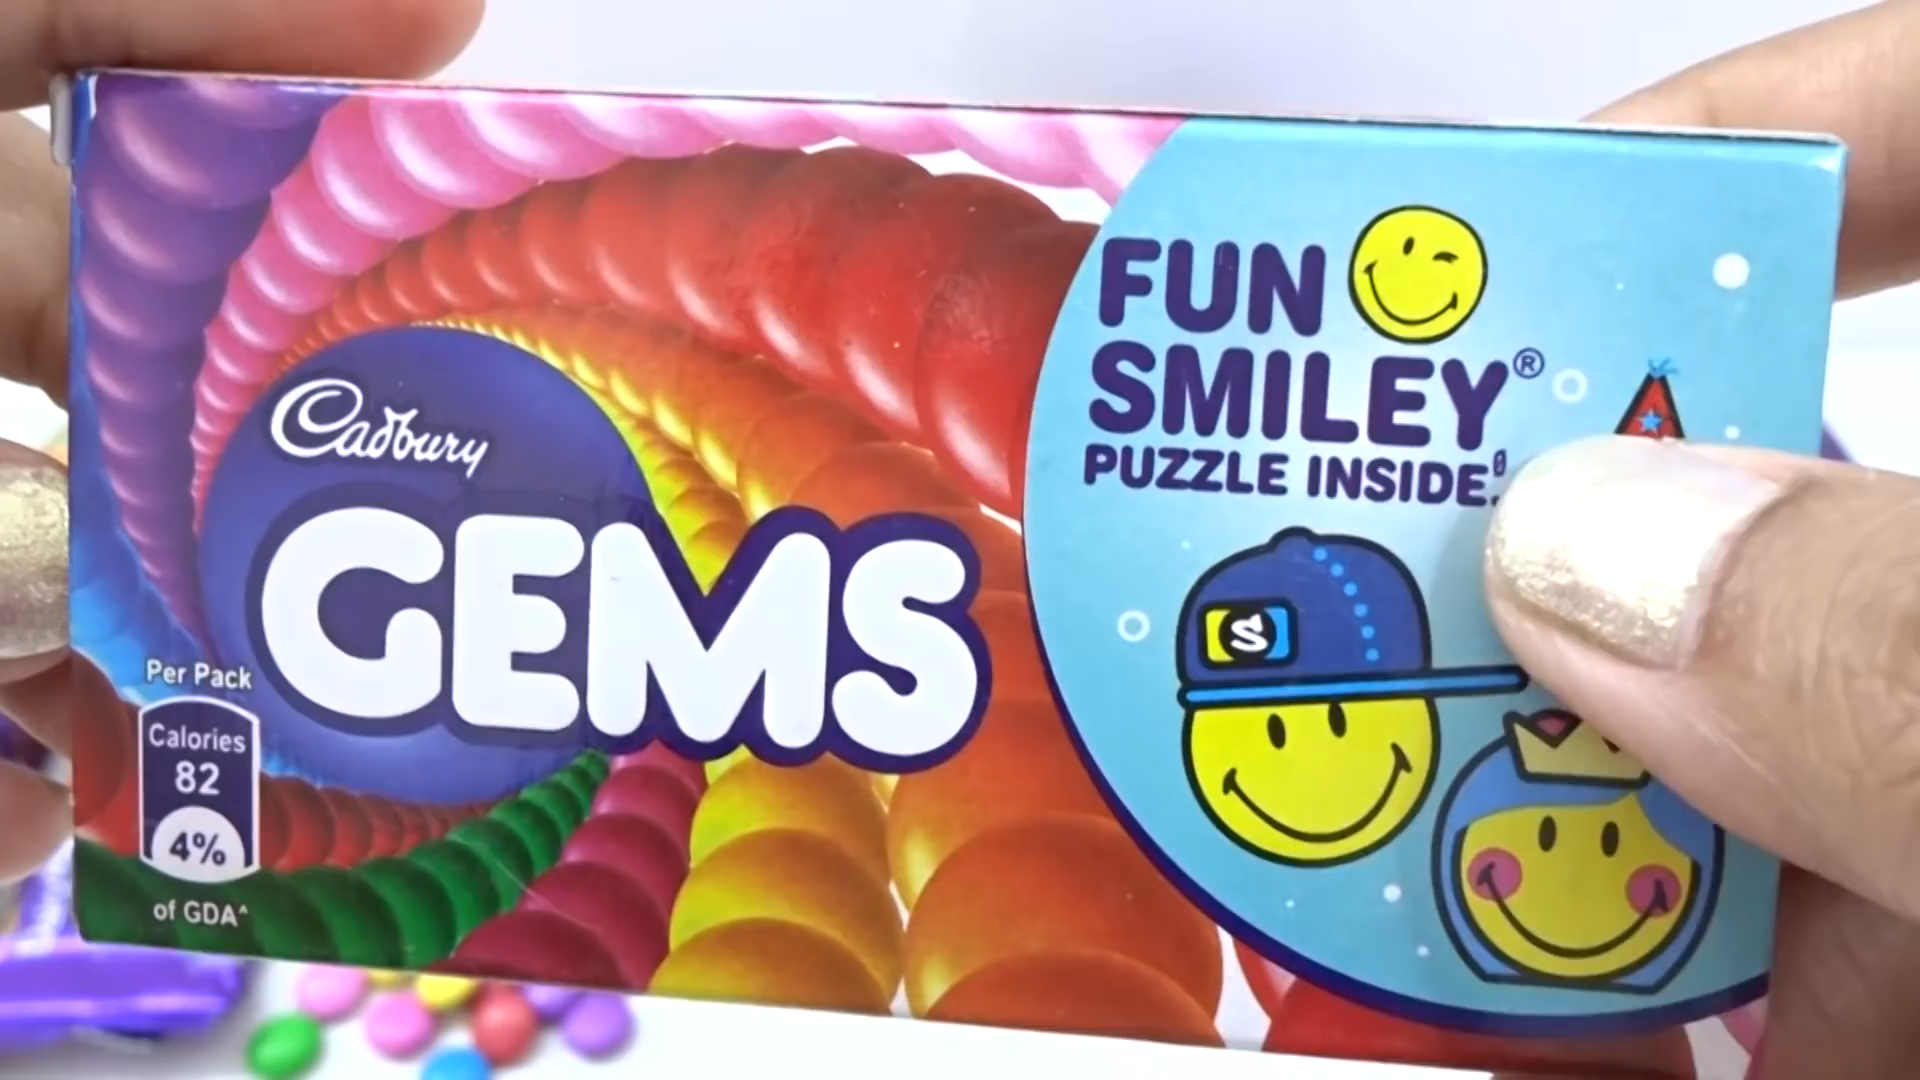 Cadbury
GEMS
Per Pack
Calories
82
4%
of GDA^
FUN
SMILEY®
PUZZLE INSIDE.
S